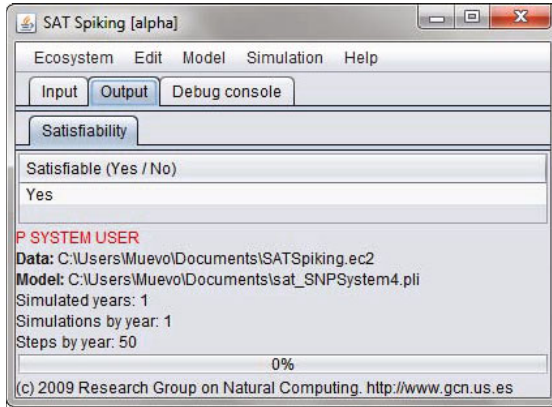 SAT Spiking [alpha]
Ecosystem Edit Model Simulation Help
Input Output Debug console
Satisfiability
Satisfiable (Yes / No)
Yes
P SYSTEM USER
Data: C:\Users\Muevo\Documents\SATSpiking.ec2
Model: C:\Users\Muevo\Documents\sat_SNPSystem4.pli
Simulated years: 1
Simulations by year: 1
Steps by year: 50
0%
(c) 2009 Research Group on Natural Computing. http://www.gcn.us.es